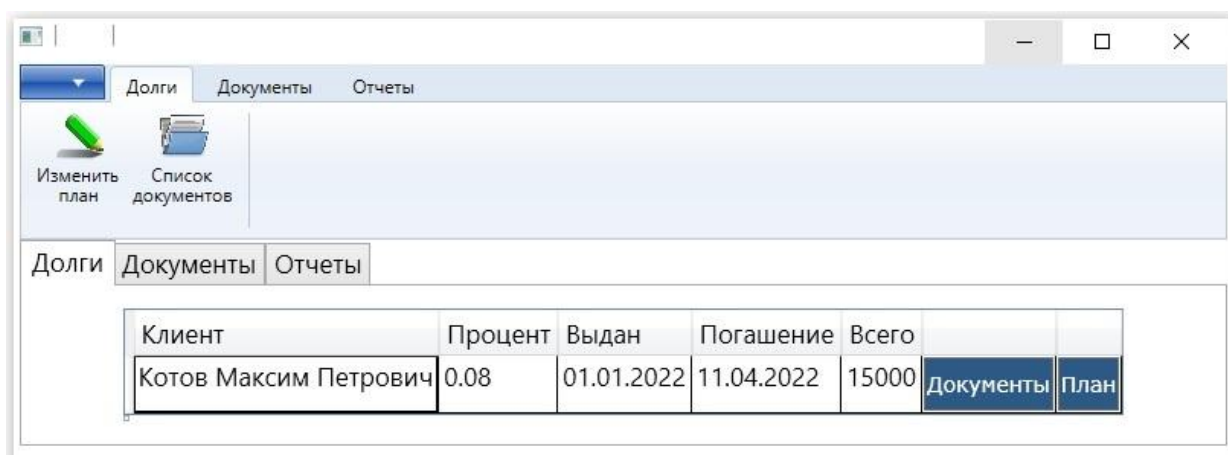 Долги Документы Отчеты
Изменить Список
план документов
Долги Документы Отчеты
Клиент Процент Выдан Погашение Всего
Котов Максим Петрович 0.08 01.01.2022 11.04.2022 15000 Документы План